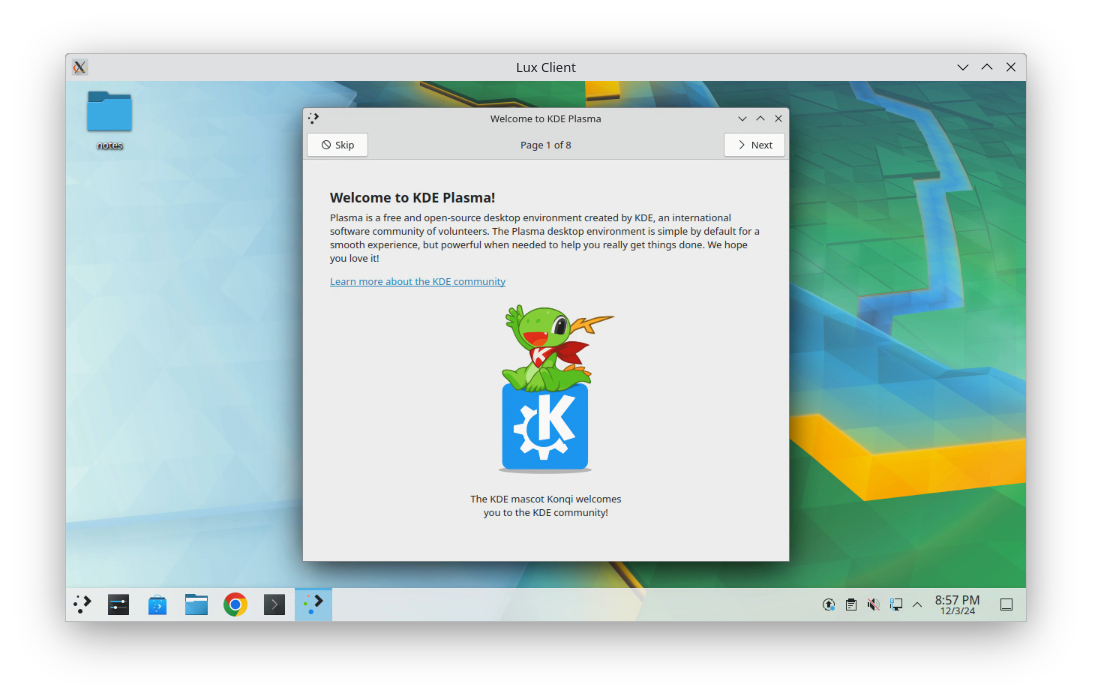 Lux Client
notes
Welcome to KDE Plasma
Skip
Page 1 of 8
Next
Welcome to KDE Plasma!
Plasma is a free and open-source desktop environment created by KDE, an international
software community of volunteers. The Plasma desktop environment is simple by default for a
smooth experience, but powerful when needed to help you really get things done. We hope
you love it!
Learn more about the KDE community
K
K
The KDE mascot Konqi welcomes
you to the KDE community!
8:57 PM
12/3/24